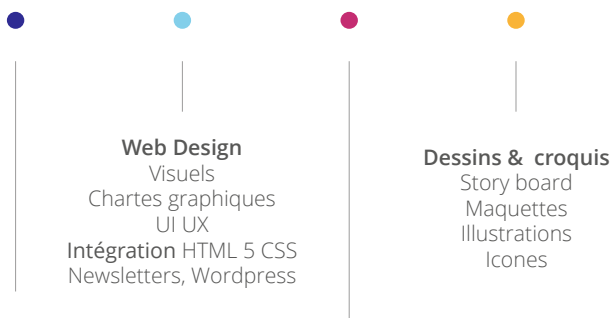 Web Design
Visuels
Chartes graphiques
UI UX
Intégration HTML 5 CSS
Newsletters, Wordpress
Dessins & croquis
Story board
Maquettes
Illustrations
Icones